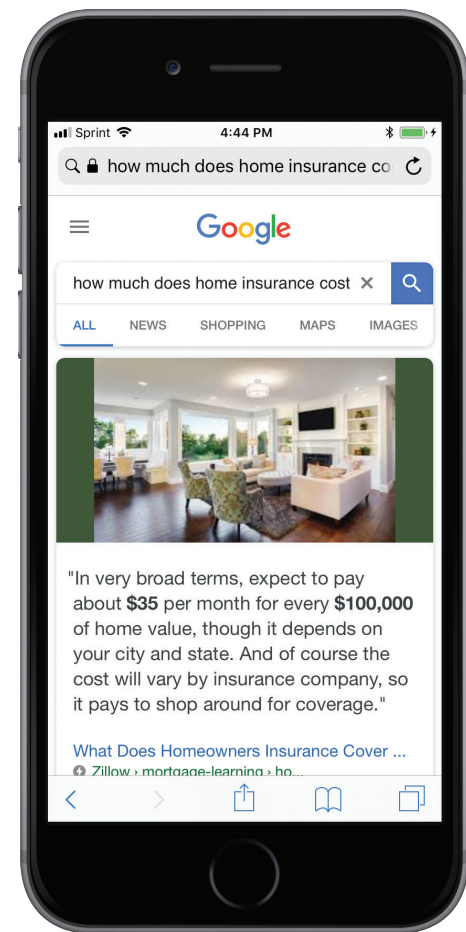 Sprint 4:44 PM
how much does home insurance co
Google
how much does home insurance cost
ALL NEWS SHOPPING MAPS IMAGES
"In very broad terms, expect to pay
about $35 per month for every $100,000
of home value, though it depends on
your city and state. And of course the
cost will vary by insurance company, so
it pays to shop around for coverage."
What Does Homeowners Insurance Cover ...
Zillow › mortgage-learning › ho...